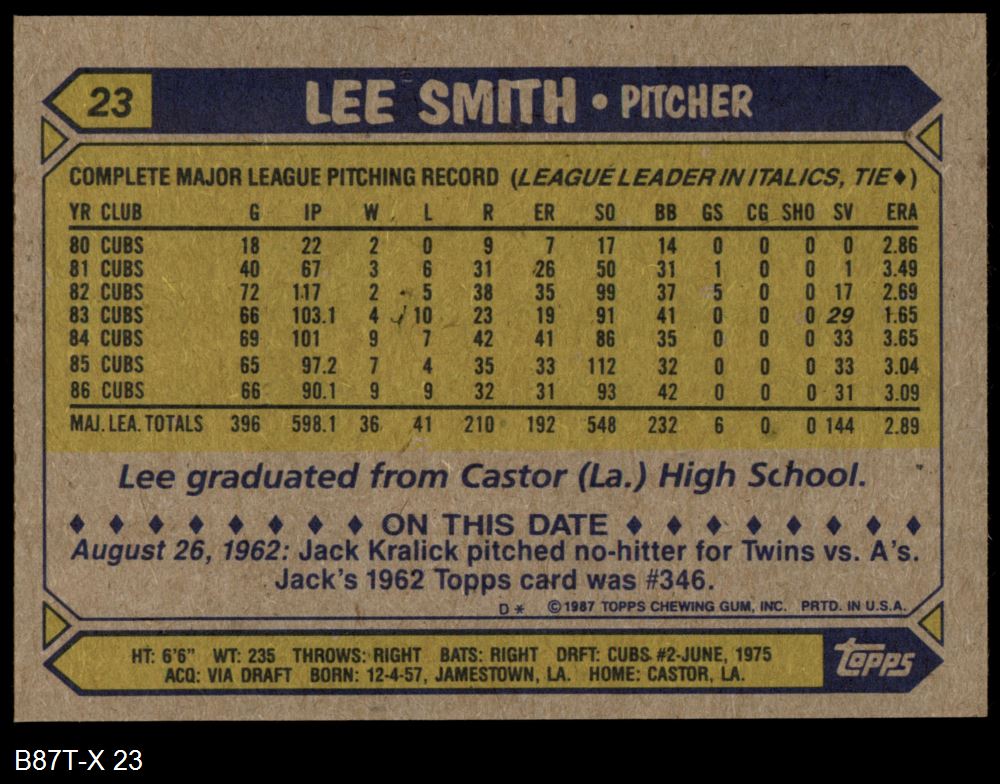 23 LEE SMITH • PITCHER
COMPLETE MAJOR LEAGUE PITCHING RECORD (LEAGUE LEADER IN ITALICS, TIE♦)
YR CLUB G IP W L R ER SO BB GS CG SHO SV ERA
80 CUBS 18 22 2 0 9 7 17 14 0 0 0 0 2.86
81 CUBS 40 67 3 6 31 26 50 31 1 0 0 1 3.49
82 CUBS 72 117 2 5 38 35 99 37 5 0 0 17 2.69
83 CUBS 66 103.1 4 10 23 19 91 41 0 0 0 29 1.65
84 CUBS 69 101 9 7 42 41 86 35 0 0 0 33 3.65
85 CUBS 65 97.2 7 4 35 33 112 32 0 0 0 33 3.04
86 CUBS 66 90.1 9 9 32 31 93 42 0 0 0 31 3.09
MAJ. LEA. TOTALS 396 598.1 36 41 210 192 548 232 6 0 0 144 2.89
Lee graduated from Castor (La.) High School.
♦ ♦ ♦ ♦ ♦ ♦ ♦ ♦ ON THIS DATE ♦ ♦ ♦ ♦ ♦ ♦ ♦ ♦
August 26, 1962: Jack Kralick pitched no-hitter for Twins vs. A's.
Jack's 1962 Topps card was #346.
D* ©1987 TOPPS CHEWING GUM, INC. PRTD. IN U.S.A.
HT: 6'6" WT: 235 THROWS: RIGHT BATS: RIGHT DRFT: CUBS #2-JUNE, 1975
ACQ: VIA DRAFT BORN: 12-4-57, JAMESTOWN, LA. HOME: CASTOR, LA.
Topps
B87T-X 23